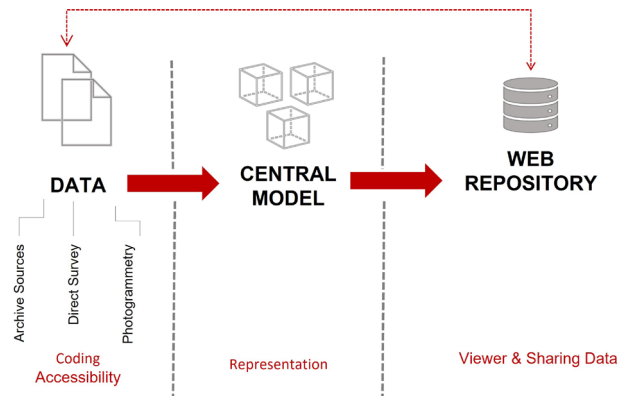 DATA
CENTRAL
MODEL
WEB
REPOSITORY
Archive Sources
Direct Survey
Photogrammetry
Coding
Accessibility
Representation
Viewer & Sharing Data